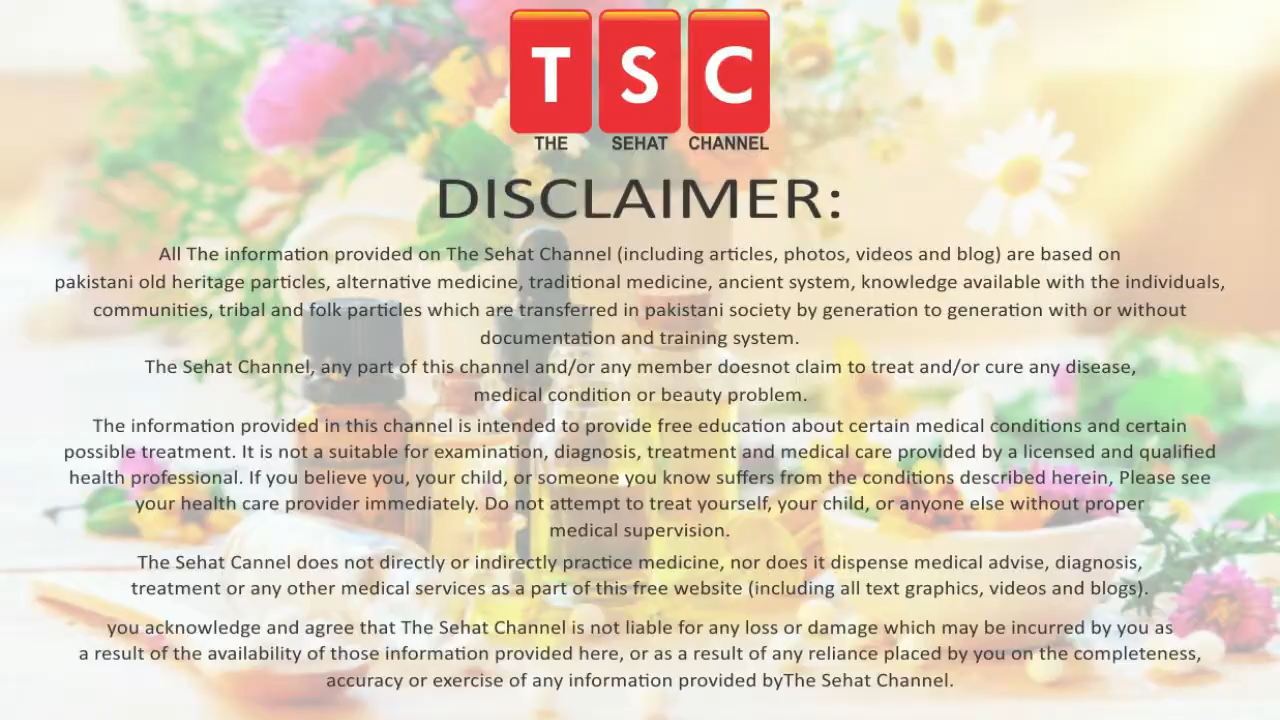 T S C
THE SEHAT CHANNEL
DISCLAIMER:
All The information provided on The Sehat Channel (including articles, photos, videos and blog) are based on
pakistani old heritage particles, alternative medicine, traditional medicine, ancient system, knowledge available with the individuals,
communities, tribal and folk particles which are transferred in pakistani society by generation to generation with or without
documentation and training system.
The Sehat Channel, any part of this channel and/or any member doesnot claim to treat and/or cure any disease,
medical condition or beauty problem.
The information provided in this channel is intended to provide free education about certain medical conditions and certain
possible treatment. It is not a suitable for examination, diagnosis, treatment and medical care provided by a licensed and qualified
health professional. If you believe you, your child, or someone you know suffers from the conditions described herein, Please see
your health care provider immediately. Do not attempt to treat yourself, your child, or anyone else without proper
medical supervision.
The Sehat Cannel does not directly or indirectly practice medicine, nor does it dispense medical advise, diagnosis,
treatment or any other medical services as a part of this free website (including all text graphics, videos and blogs).
you acknowledge and agree that The Sehat Channel is not liable for any loss or damage which may be incurred by you as
a result of the availability of those information provided here, or as a result of any reliance placed by you on the completeness,
accuracy or exercise of any information provided byThe Sehat Channel.